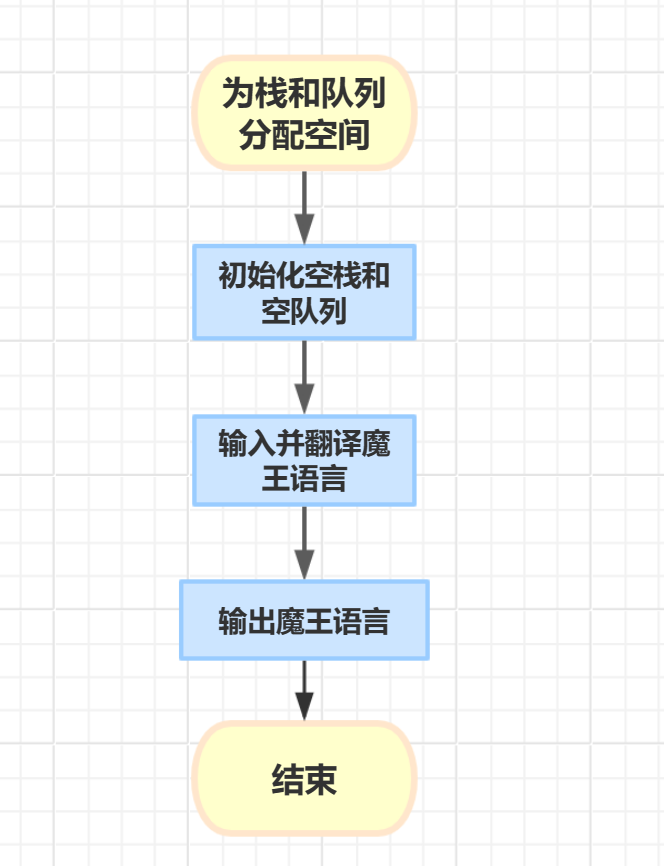 为栈和队列
分配空间
初始化空栈和
空队列
输入并翻译魔
王语言
输出魔王语言
结束